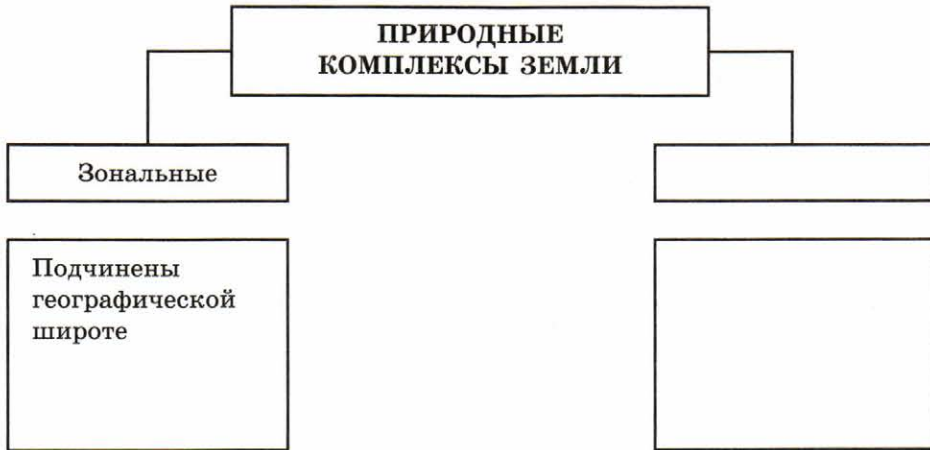 ПРИРОДНЫЕ
КОМПЛЕКСЫ ЗЕМЛИ
Зональные
Подчинены
географической
широте